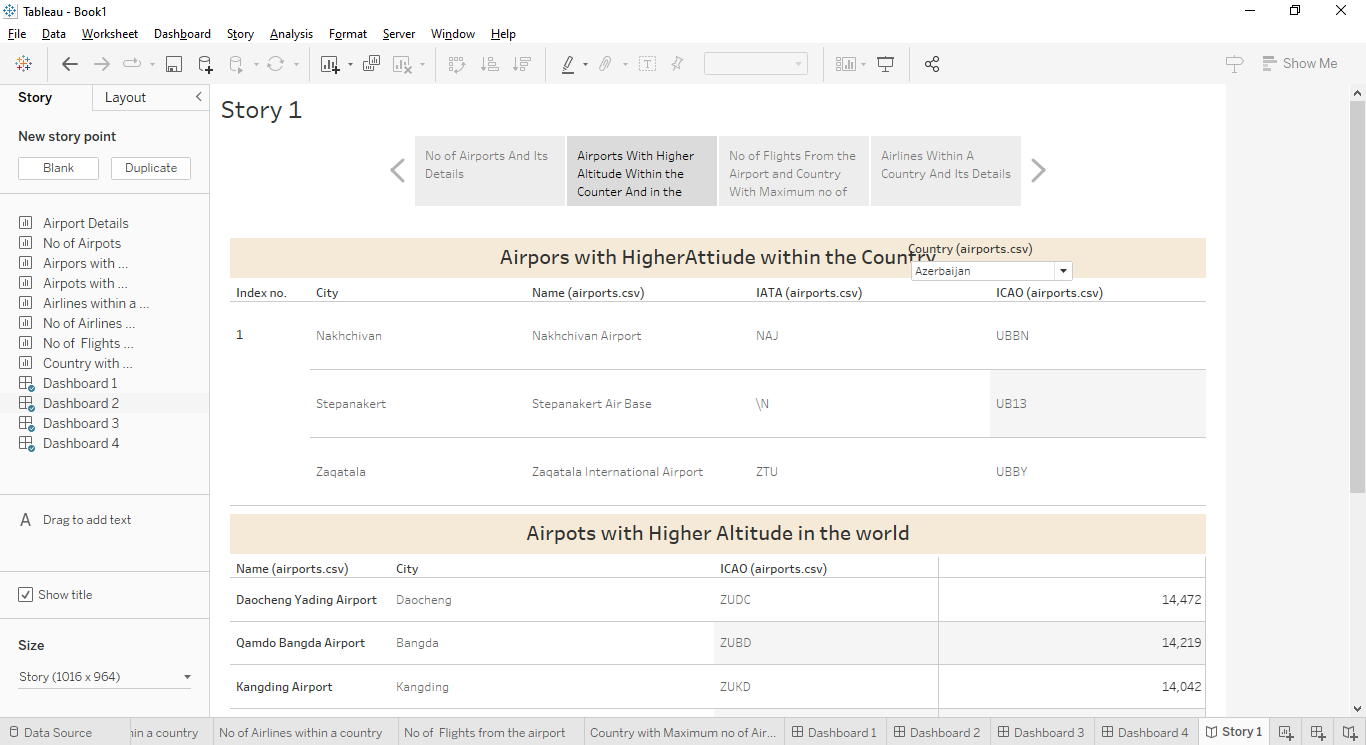 Tableau - Book1
File Data Worksheet Dashboard Story Analysis Format Server Window Help
Show Me
Story Layout
New story point
Blank Duplicate
Airport Details
No of Airpots
Airpors with ...
Airpots with ...
Airlines within a ...
No of Airlines ...
No of Flights ...
Country with ...
Dashboard 1
Dashboard 2
Dashboard 3
Dashboard 4
A Drag to add text
Show title
Size
Story (1016 x 964)
Story 1
No of Airports And Its
Details
Airports With Higher
Altitude Within the
Counter And in the
No of Flights From the
Airport and Country
With Maximum no of
Airlines Within A
Country And Its Details
Airpors with HigherAttiude within the Country
Country (airports.csv)
Azerbaijan
Index no. City Name (airports.csv) IATA (airports.csv) ICAO (airports.csv)
1 Nakhchivan Nakhchivan Airport NAJ UBBN
Stepanakert Stepanakert Air Base \N UB13
Zaqatala Zaqatala International Airport ZTU UBBY
Airpots with Higher Altitude in the world
Name (airports.csv) City ICAO (airports.csv)
Daocheng Yading Airport Daocheng ZUDC 14,472
Qamdo Bangda Airport Bangda ZUBD 14,219
Kangding Airport Kangding ZUKD 14,042
Data Source hin a country No of Airlines within a country No of Flights from the airport Country with Maximum no of Air... Dashboard 1 Dashboard 2 Dashboard 3 Dashboard 4 Story 1